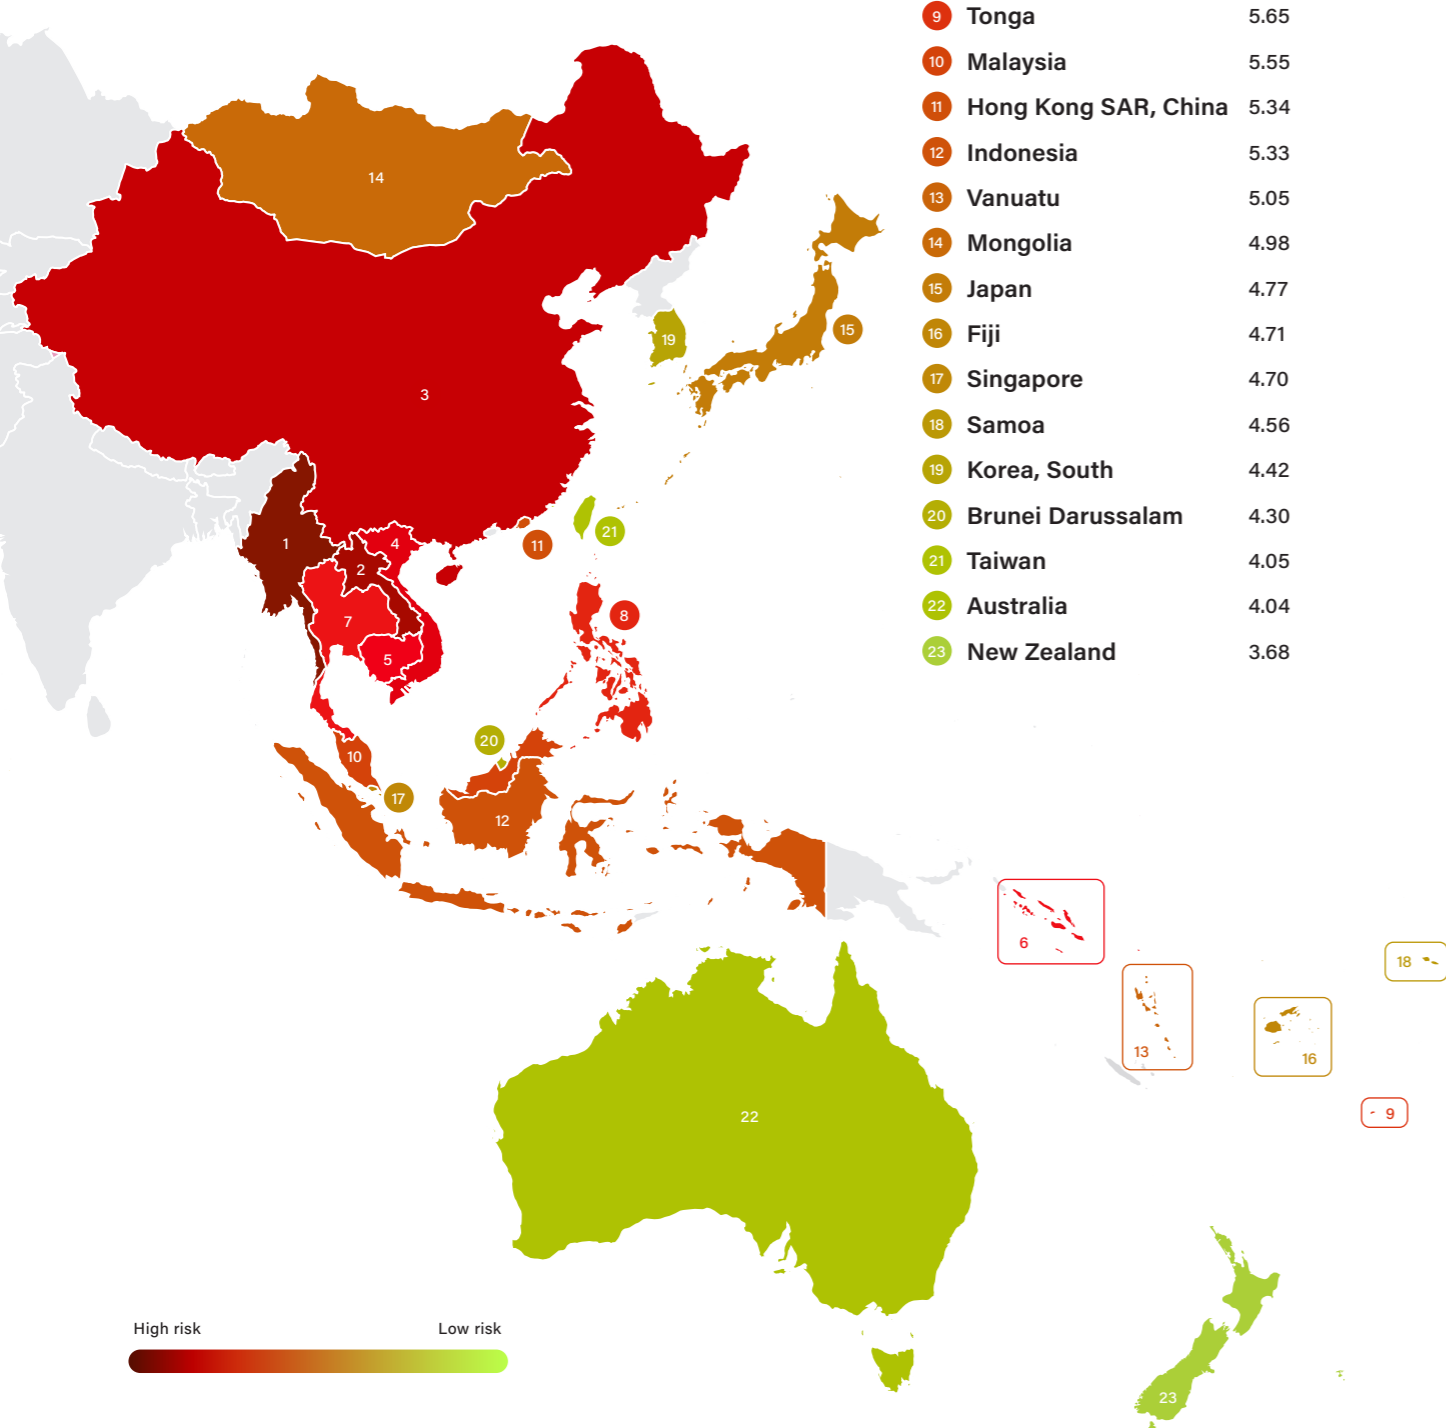 9 Tonga 5.65
10 Malaysia 5.55
11 Hong Kong SAR, China 5.34
12 Indonesia 5.33
13 Vanuatu 5.05
14 Mongolia 4.98
15 Japan 4.77
16 Fiji 4.71
17 Singapore 4.70
18 Samoa 4.56
19 Korea, South 4.42
20 Brunei Darussalam 4.30
21 Taiwan 4.05
22 Australia 4.04
23 New Zealand 3.68
14
15
19
3
21
11
1
4
2
8
7
5
20
10
17
12
6
18
13
16
9
22
23
High risk Low risk